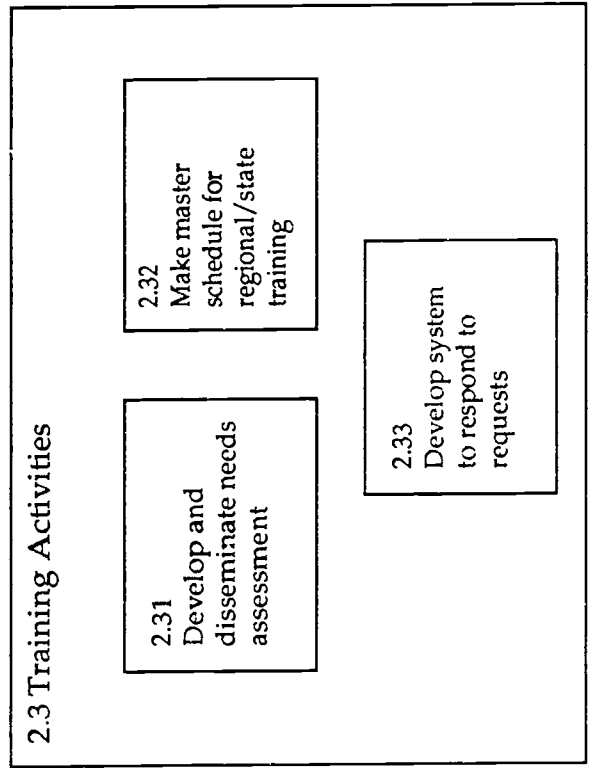 2.3 Training Activities
2.31
Develop and
disseminate needs
assessment
2.32
Make master
schedule for
regional/state
training
2.33
Develop system
to respond to
requests